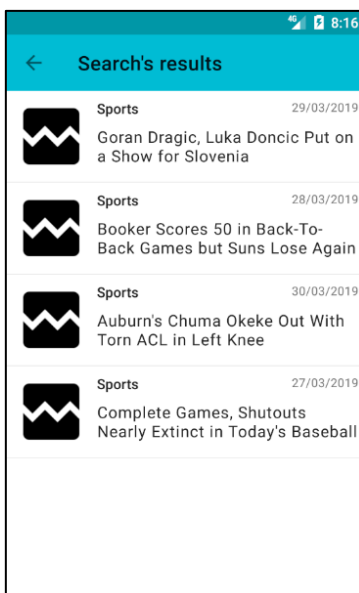 4G 8:16
Search's results
Sports 29/03/2019
Goran Dragic, Luka Doncic Put on
a Show for Slovenia
Sports 28/03/2019
Booker Scores 50 in Back-To-
Back Games but Suns Lose Again
Sports 30/03/2019
Auburn's Chuma Okeke Out With
Torn ACL in Left Knee
Sports 27/03/2019
Complete Games, Shutouts
Nearly Extinct in Today's Baseball